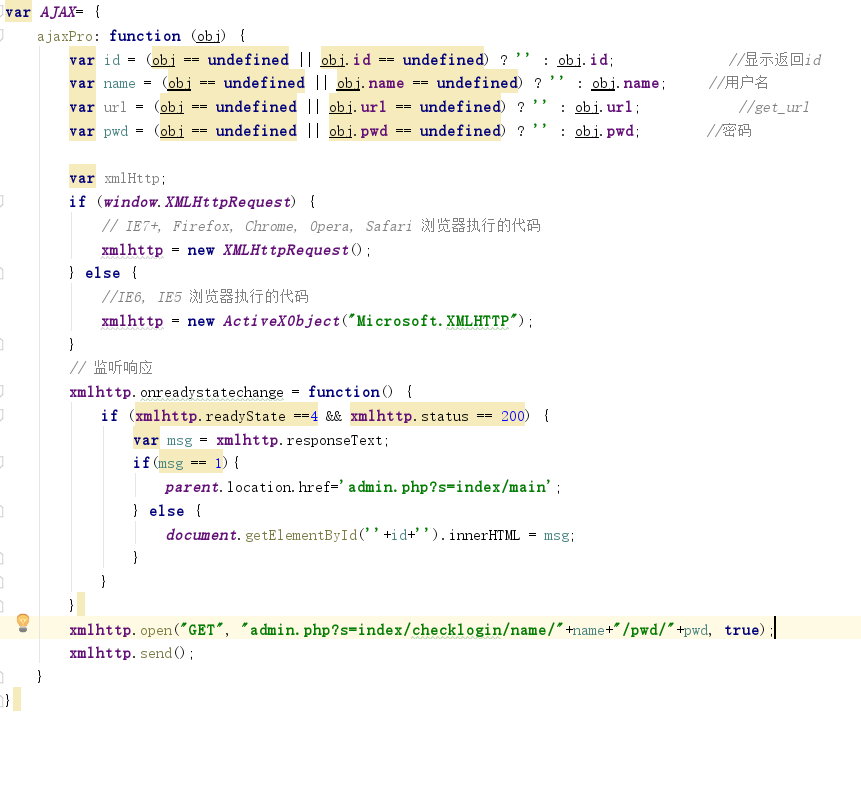 var AJAX= {
ajaxPro: function (obj) {
var id = (obj == undefined || obj.id == undefined) ? '' : obj.id; //显示返回id
var name = (obj == undefined || obj.name == undefined) ? '' : obj.name; //用户名
var url = (obj == undefined || obj.url == undefined) ? '' : obj.url; //get_url
var pwd = (obj == undefined || obj.pwd == undefined) ? '' : obj.pwd; //密码
var xmlHttp;
if (window.XMLHttpRequest) {
// IE7+, Firefox, Chrome, Opera, Safari 浏览器执行的代码
xmlhttp = new XMLHttpRequest();
} else {
//IE6, IE5 浏览器执行的代码
xmlhttp = new ActiveXObject("Microsoft.XMLHTTP");
}
// 监听响应
xmlhttp.onreadystatechange = function() {
if (xmlhttp.readyState ==4 && xmlhttp.status == 200) {
var msg = xmlhttp.responseText;
if(msg == 1){
parent.location.href='admin.php?s=index/main';
} else {
document.getElementById(''+id+'').innerHTML = msg;
}
}
}
xmlhttp.open("GET", "admin.php?s=index/checklogin/name/"+name+"/pwd/"+pwd, true);
xmlhttp.send();
}
}